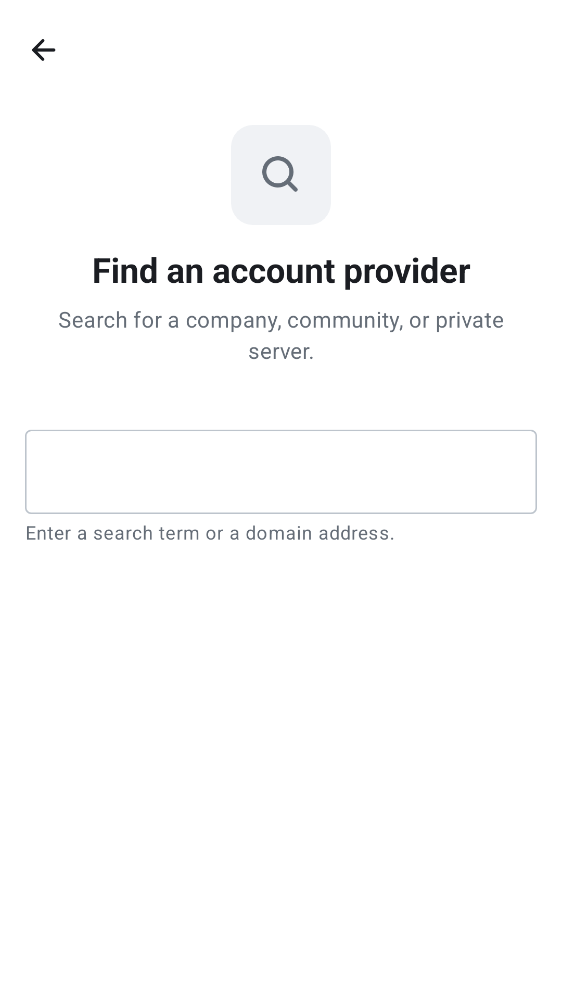 Find an account provider
Search for a company, community, or private
server.
Enter a search term or a domain address.